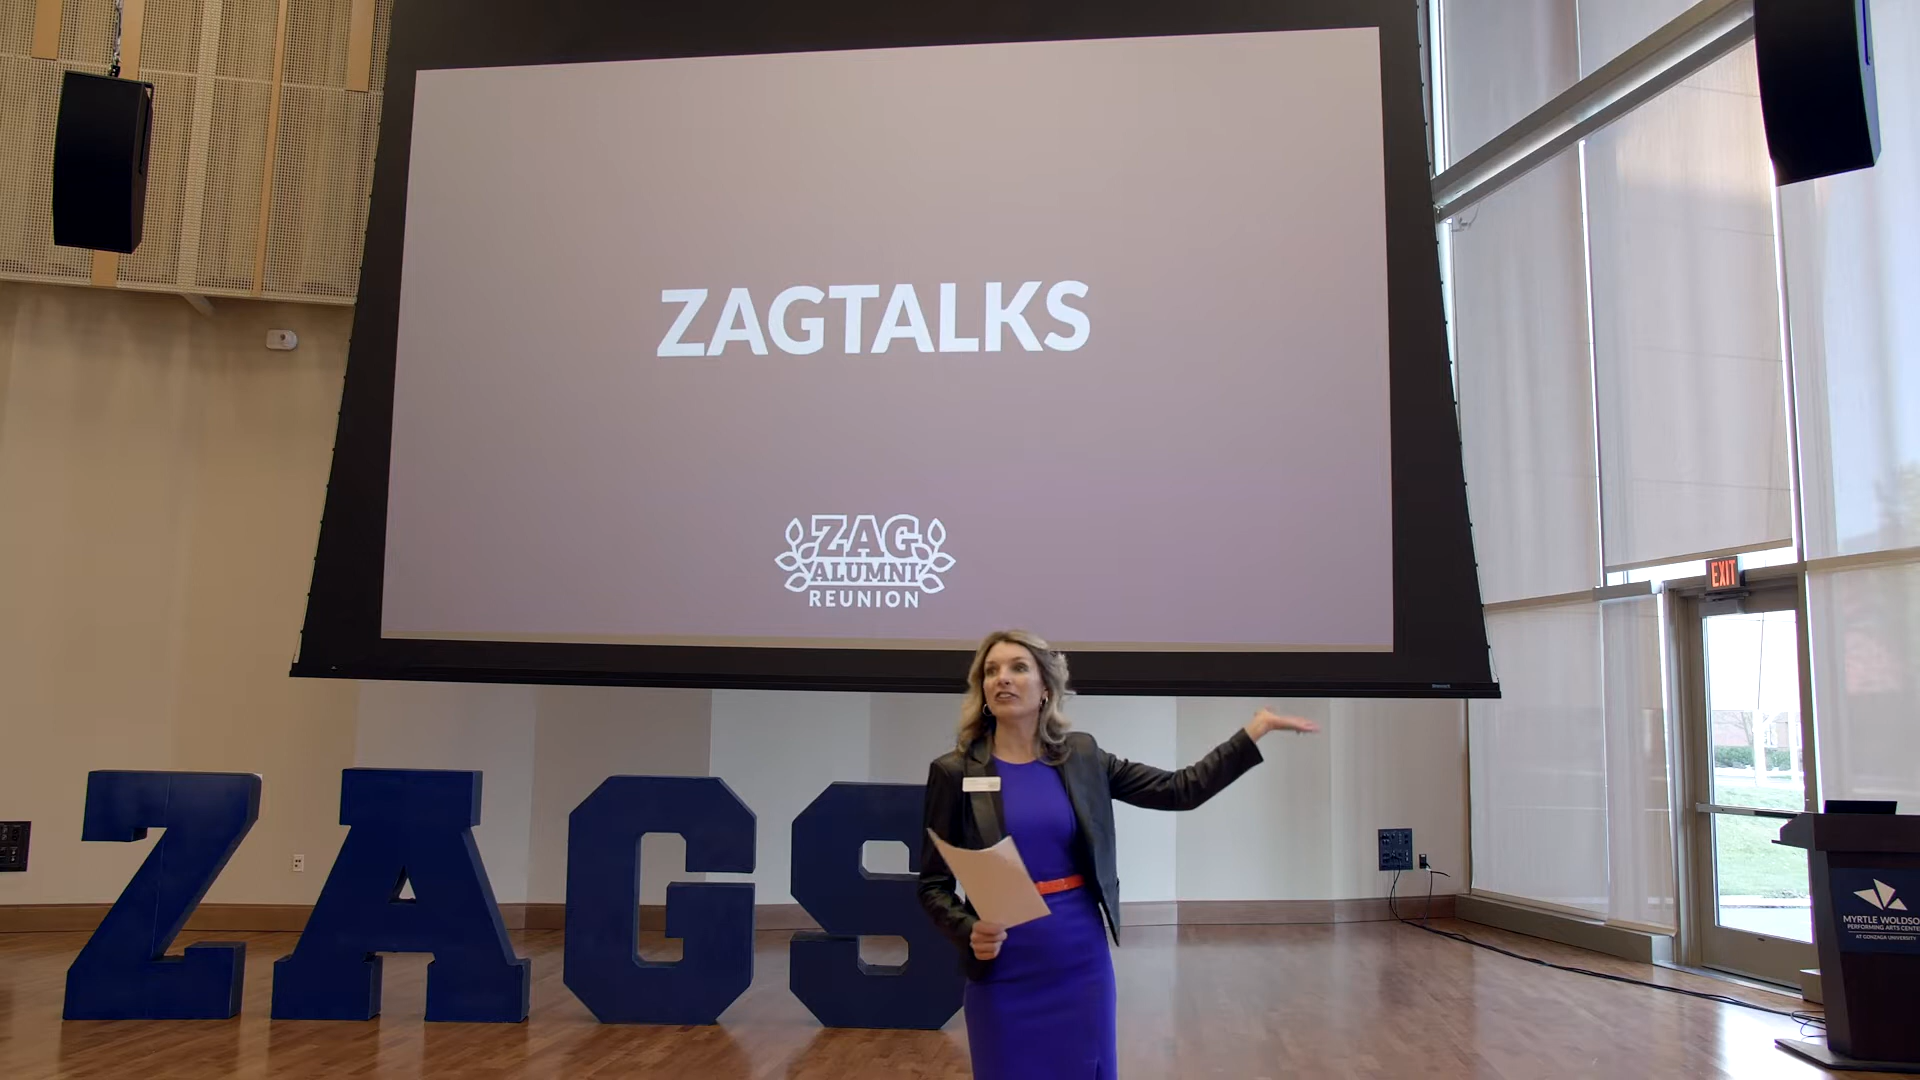 ZAGTALKS
ZAG
ALUMNI
REUNION
EXIT
ZAGS
MYRTLE WOLDSO
PERFORMING ARTS CENTE
AT GONZAGA UNIVERSITY